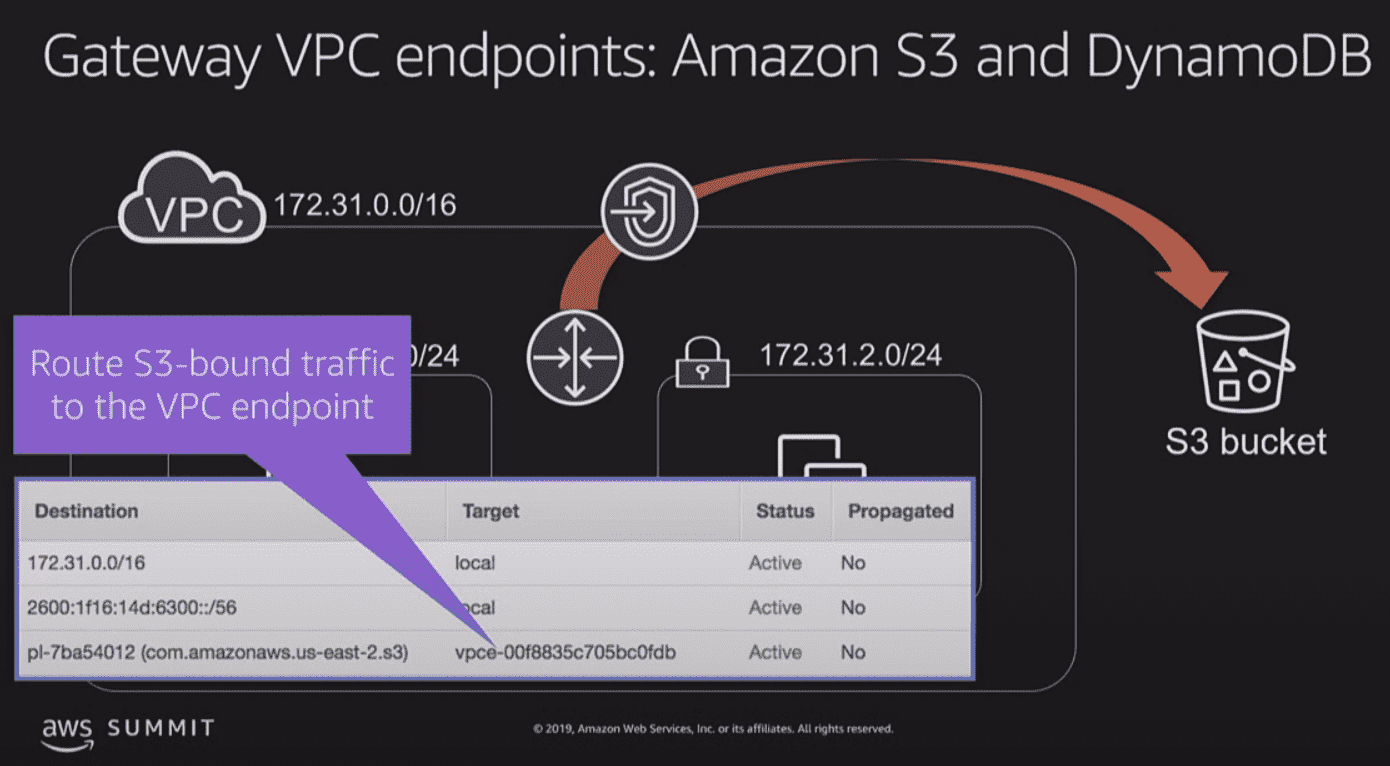 Gateway VPC endpoints: Amazon S3 and DynamoDB
VPC
172.31.0.0/16
Route S3-bound traffic
to the VPC endpoint
0/24
172.31.2.0/24
S3 bucket
Destination Target Status Propagated
172.31.0.0/16 local Active No
2600:1f16:14d:6300::/56 ocal Active No
pl-7ba54012 (com.amazonaws.us-east-2.s3) vpce-00f8835c705bc0fdb Active No
aws SUMMIT
© 2019, Amazon Web Services, Inc. or its affiliates. All rights reserved.